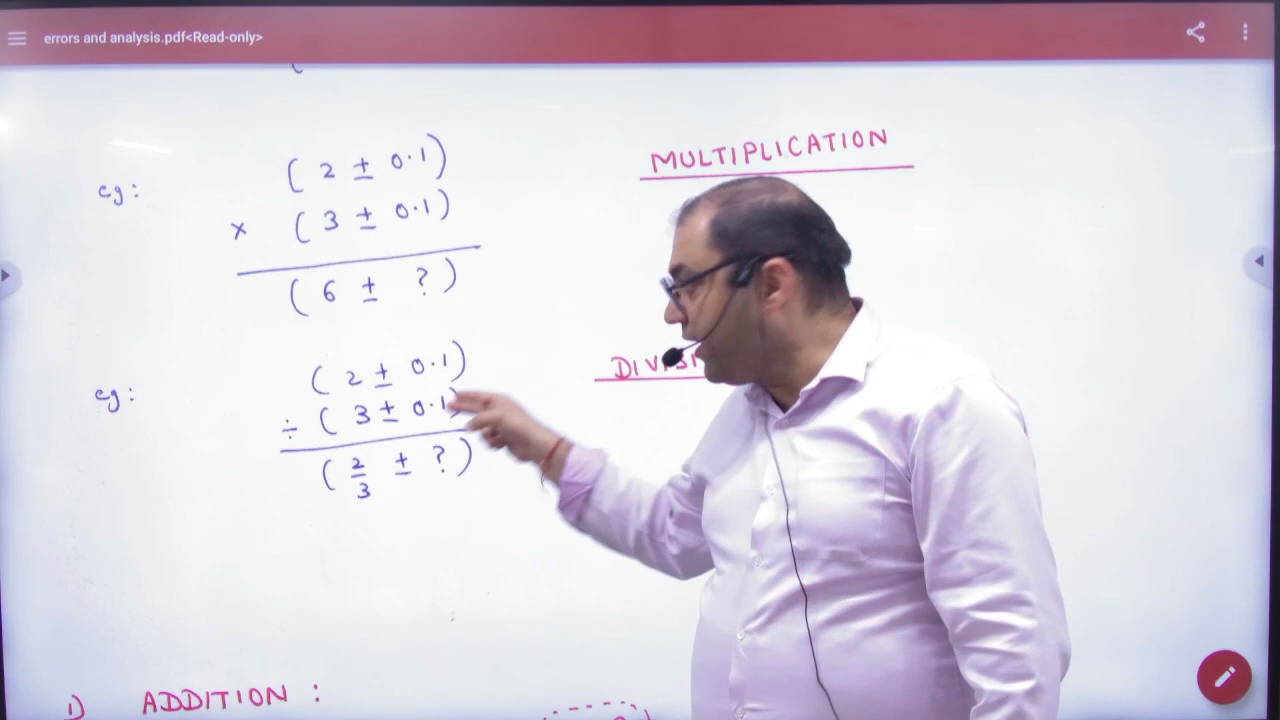 errors and analysis.pdf<Read-only>
MULTIPLICATION
eg:
( 2 ± 0.1 )
x ( 3 ± 0.1 )
( 6 ± ? )
eg:
( 2 ± 0.1 )
÷ ( 3 ± 0.1 )
( 2/3 ± ? )
1) ADDITION :